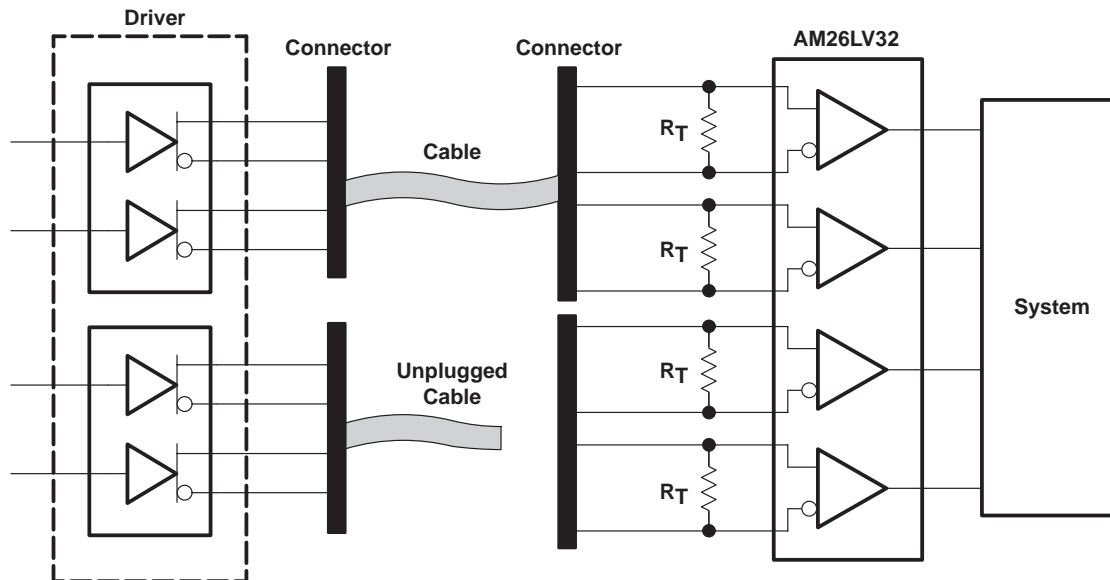 Driver
Connector
Connector
AM26LV32
Cable
RT
RT
System
Unplugged
Cable
RT
RT